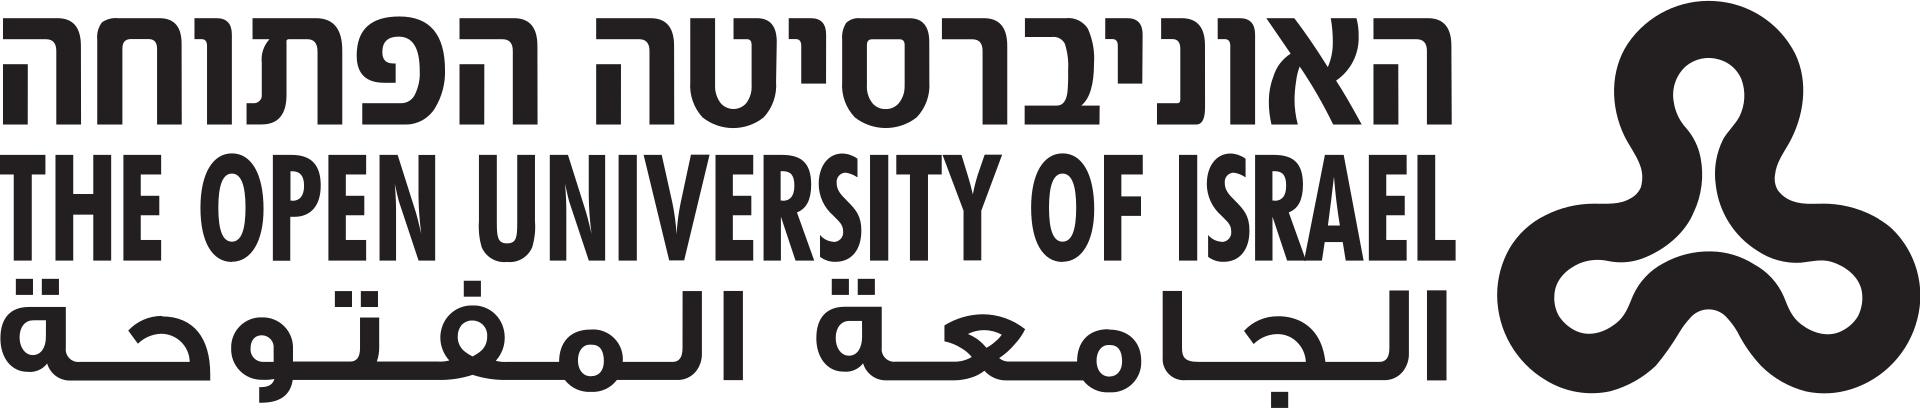 האוניברסיטה הפתוחה
THE OPEN UNIVERSITY OF ISRAEL
الجامعة المفتوحة